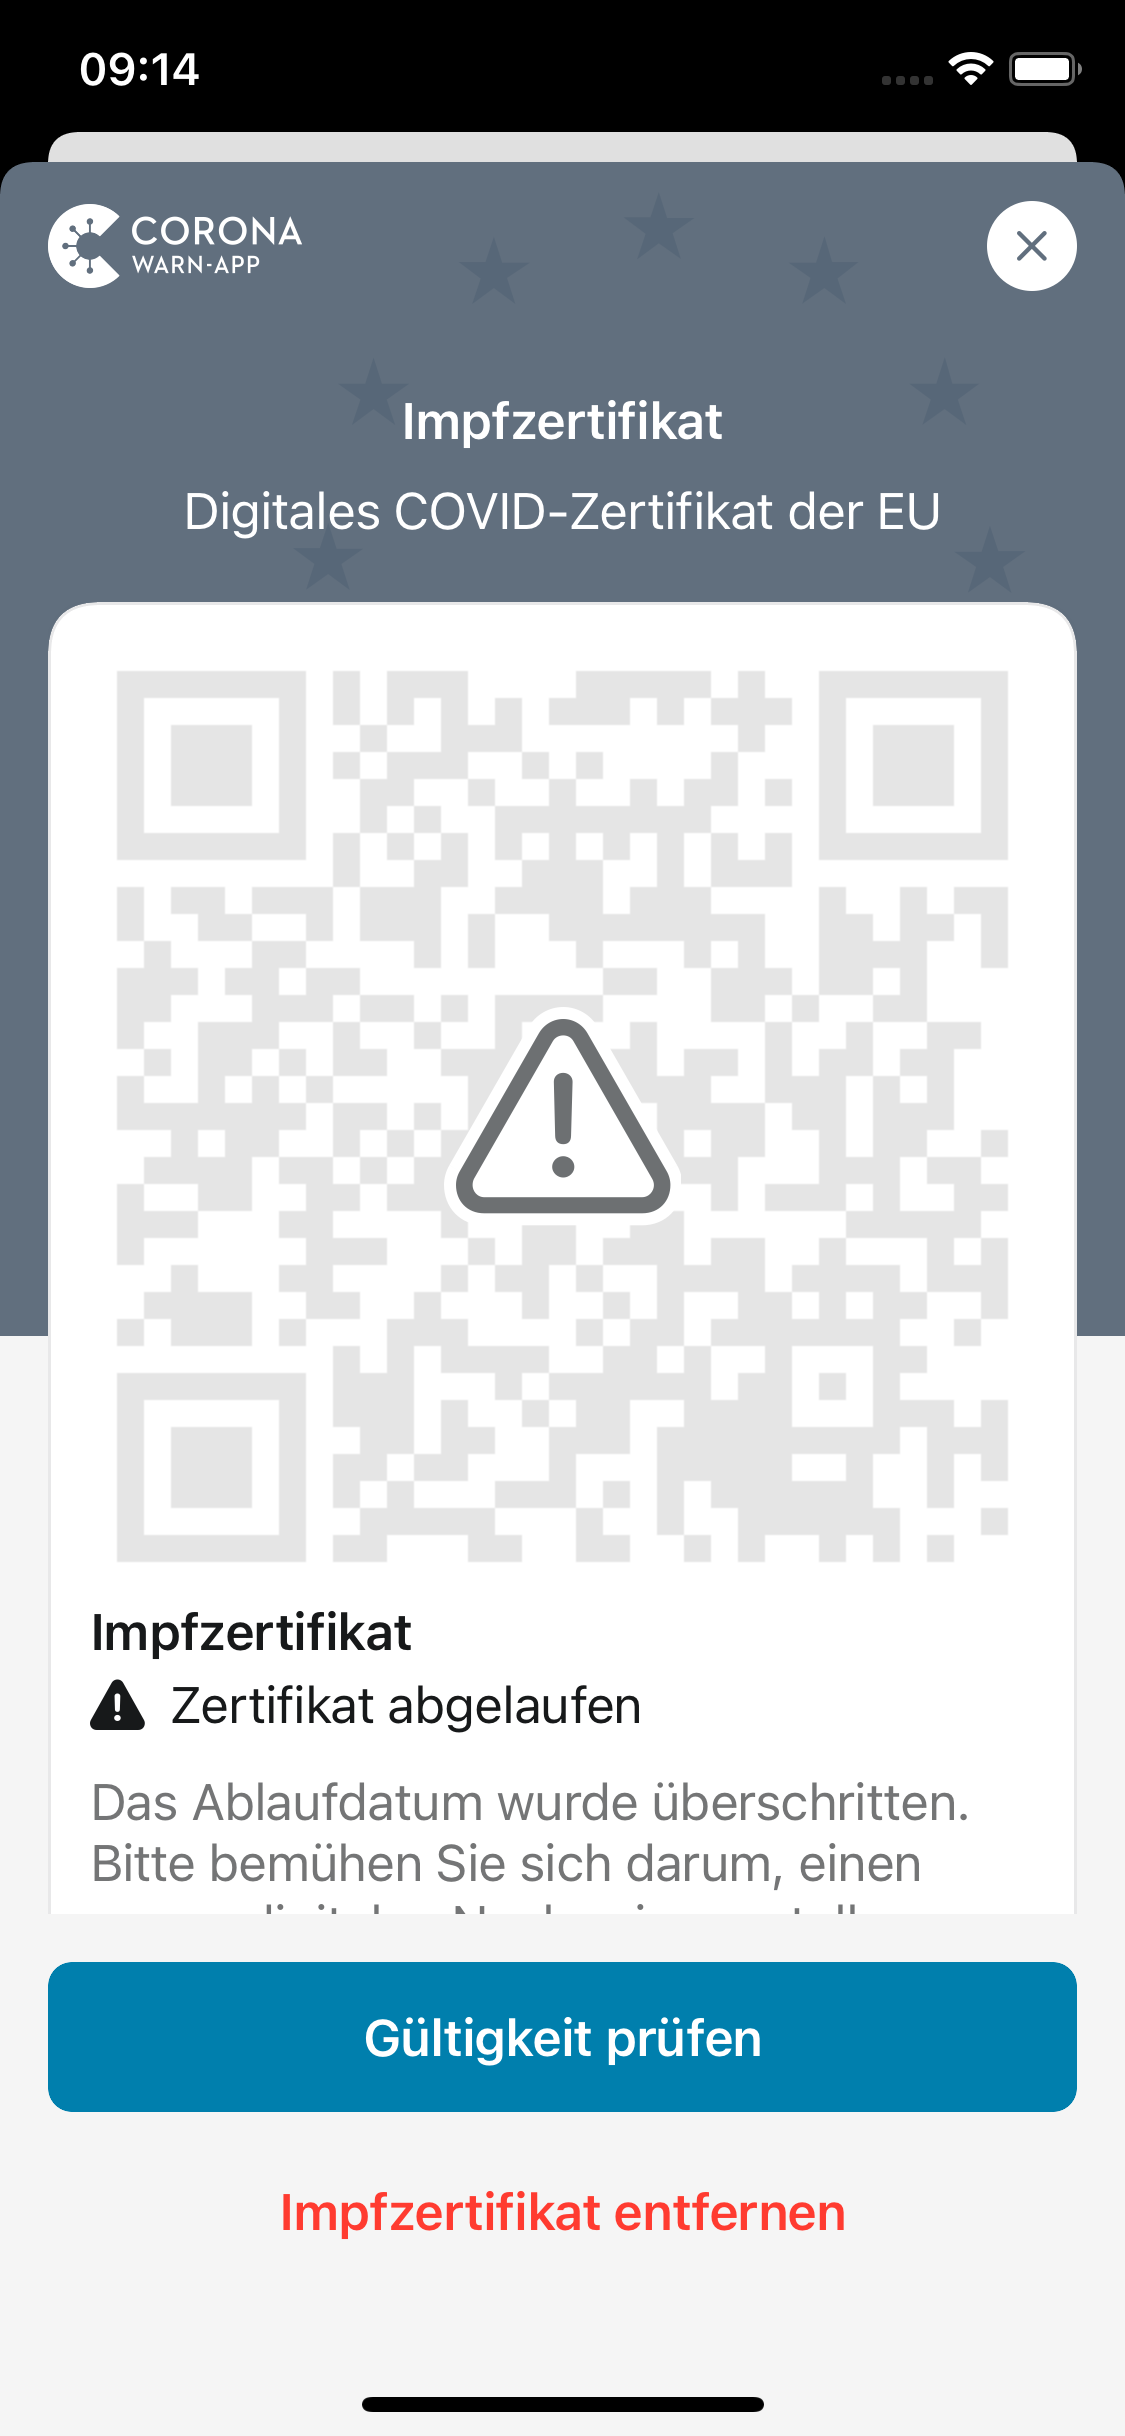 09:14
CORONA
WARN-APP
Impfzertifikat
Digitales COVID-Zertifikat der EU
Impfzertifikat
Zertifikat abgelaufen
Das Ablaufdatum wurde überschritten.
Bitte bemühen Sie sich darum, einen
Gültigkeit prüfen
Impfzertifikat entfernen